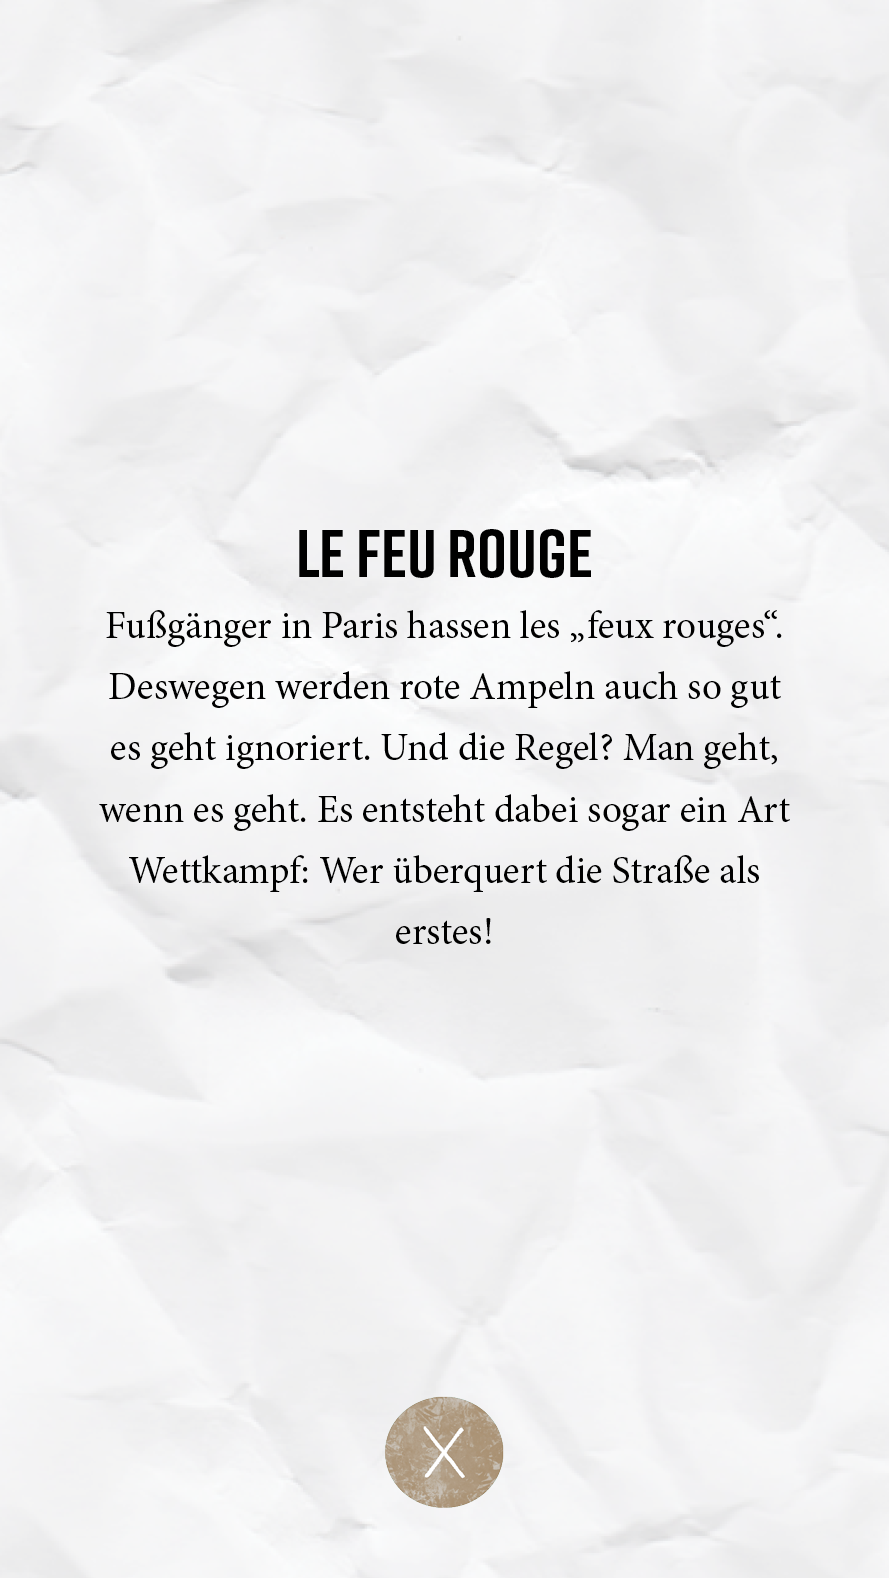 LE FEU ROUGE
Fußgänger in Paris hassen les „feux rouges“.
Deswegen werden rote Ampeln auch so gut
es geht ignoriert. Und die Regel? Man geht,
wenn es geht. Es entsteht dabei sogar ein Art
Wettkampf: Wer überquert die Straße als
erstes!
X